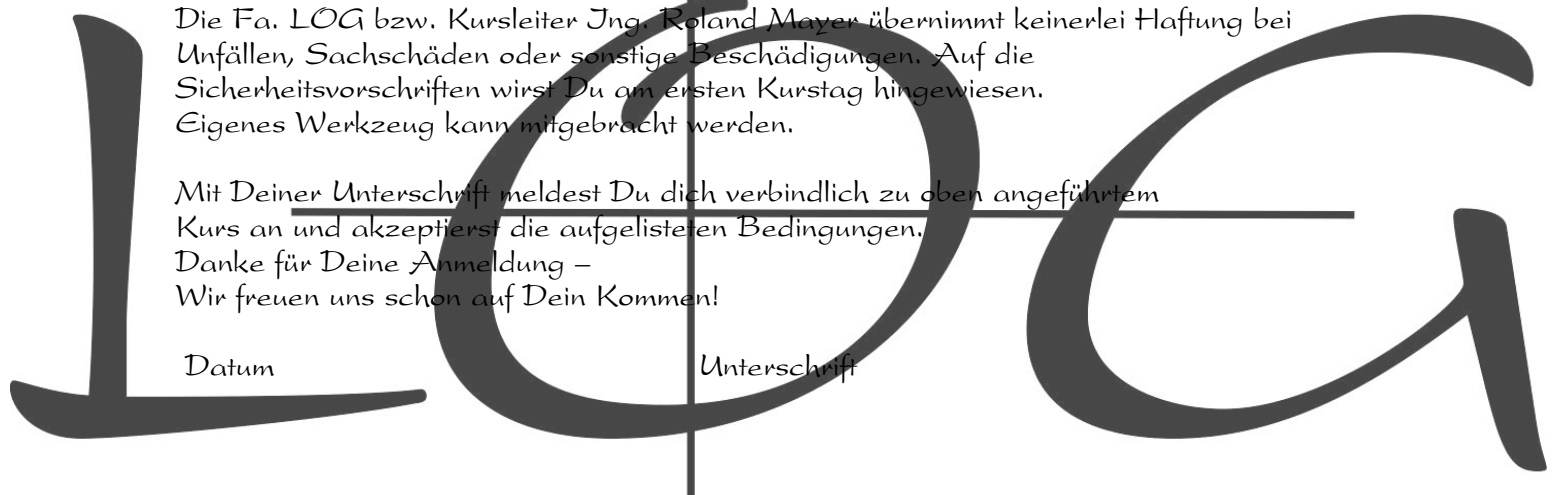 Die Fa. LOG bzw. Kursleiter Ing. Roland Mayer übernimmt keinerlei Haftung bei
Unfällen, Sachschäden oder sonstige Beschädigungen. Auf die
Sicherheitsvorschriften wirst Du am ersten Kurstag hingewiesen.
Eigenes Werkzeug kann mitgebracht werden.
Mit Deiner Unterschrift meldest Du dich verbindlich zu oben angeführtem
Kurs an und akzeptierst die aufgelisteten Bedingungen.
Danke für Deine Anmeldung –
Wir freuen uns schon auf Dein Kommen!
Datum Unterschrift
LOG